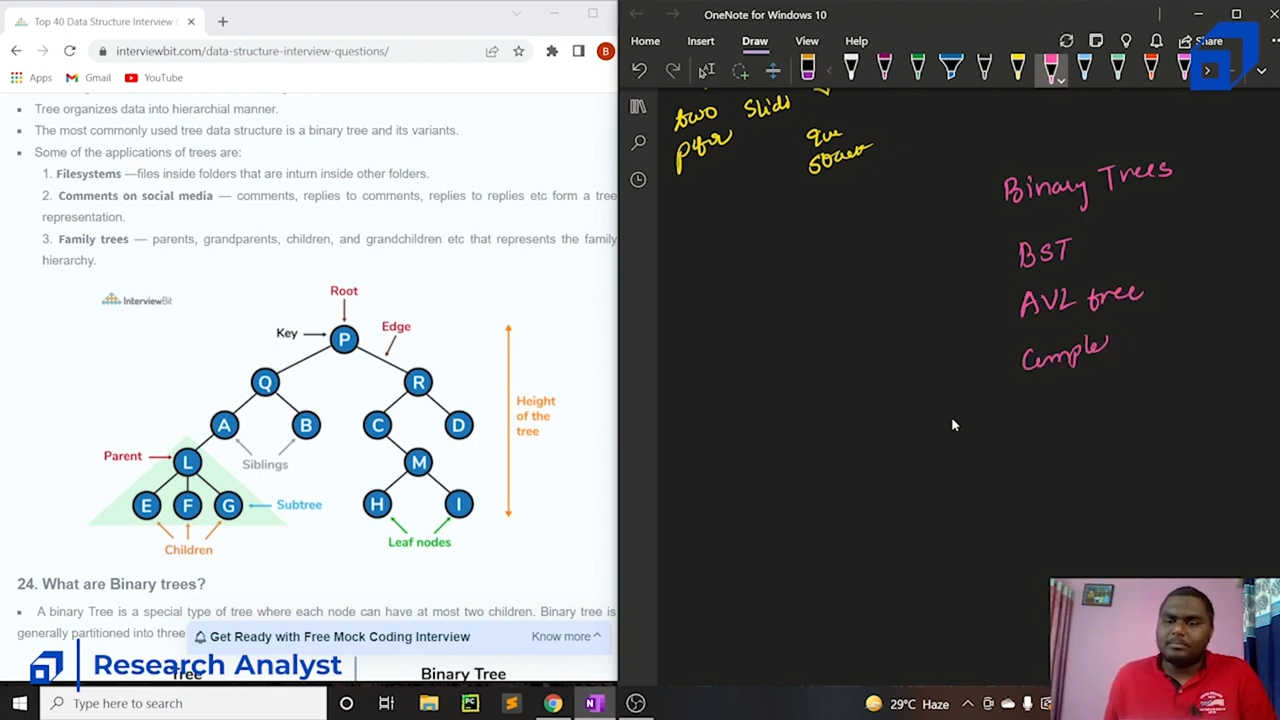 Top 40 Data Structure Interview
interviewbit.com/data-structure-interview-questions/
B
Apps Gmail YouTube
Tree organizes data into hierarchial manner.
The most commonly used tree data structure is a binary tree and its variants.
Some of the applications of trees are:
1. Filesystems —files inside folders that are inturn inside other folders.
2. Comments on social media — comments, replies to comments, replies to replies etc form a tree
representation.
3. Family trees — parents, grandparents, children, and grandchildren etc that represents the family
hierarchy.
InterviewBit
Root
Key
Edge
P
Q R
A B C D
Height
of the
tree
Parent
L
Siblings
M
E F G
Subtree
H I
Children
Leaf nodes
24. What are Binary trees?
A binary Tree is a special type of tree where each node can have at most two children. Binary tree is
generally partitioned into three
Get Ready with Free Mock Coding Interview Know more
Tree Binary Tree
Research Analyst
OneNote for Windows 10
Home Insert Draw View Help
Share
two
Binary Trees
BST
AVL tree
Comple
Type here to search
29°C Haze